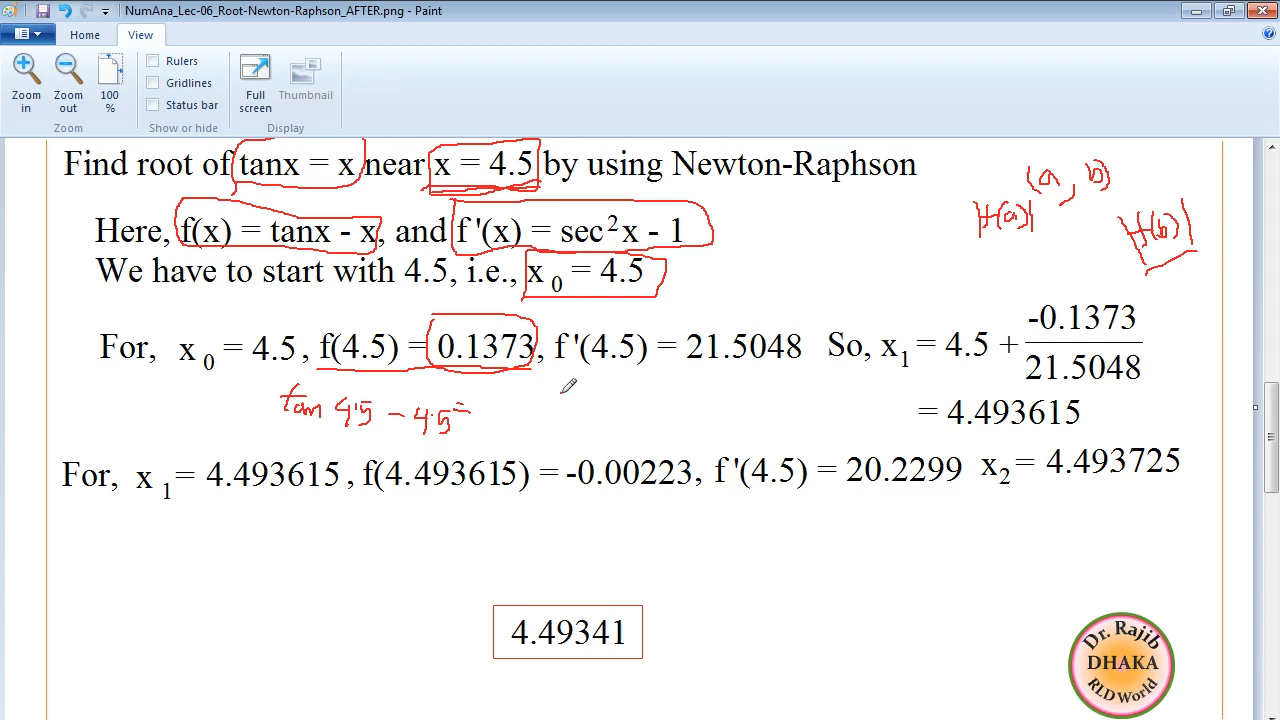 NumAna_Lec-06_Root-Newton-Raphson_AFTER.png - Paint
Home View
Zoom in
Zoom out
100 %
Zoom
Rulers
Gridlines
Status bar
Show or hide
Full screen
Thumbnail
Display
Find root of tanx = x near x = 4.5 by using Newton-Raphson
(a, b)
|f(a)| |f(b)|
Here, f(x) = tanx - x, and f '(x) = sec²x - 1
We have to start with 4.5, i.e., x₀ = 4.5
For, x₀ = 4.5, f(4.5) = 0.1373, f '(4.5) = 21.5048 So, x₁ = 4.5 + -0.1373/21.5048
tan 4.5 - 4.5 =
= 4.493615
For, x₁ = 4.493615, f(4.493615) = -0.00223, f '(4.5) = 20.2299 x₂ = 4.493725
4.49341
Dr. Rajib
DHAKA
RLD World